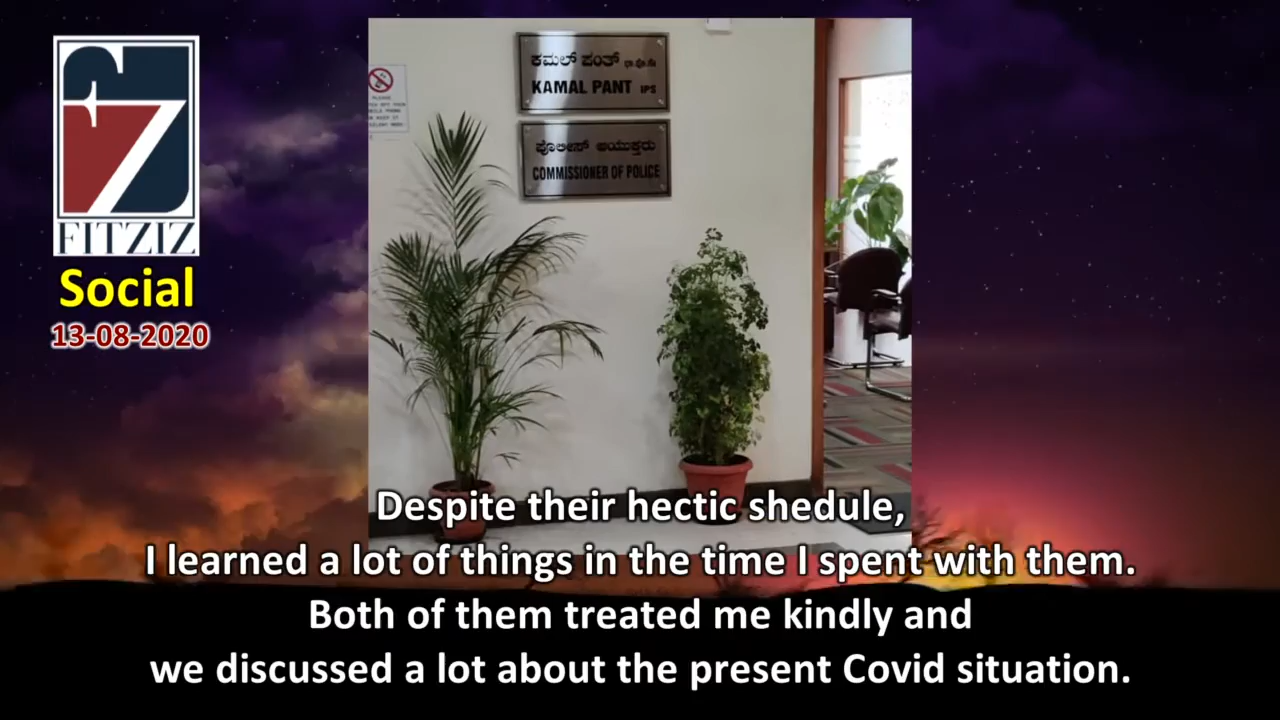 FITZIZ
Social
13-08-2020
ಕಮಲ್ ಪಂತ್ ಭಾ.ಪೊ.ಸೇ
KAMAL PANT IPS
ಪೊಲೀಸ್ ಆಯುಕ್ತರು
COMMISSIONER OF POLICE
PLEASE
Despite their hectic shedule,
I learned a lot of things in the time I spent with them.
Both of them treated me kindly and
we discussed a lot about the present Covid situation.